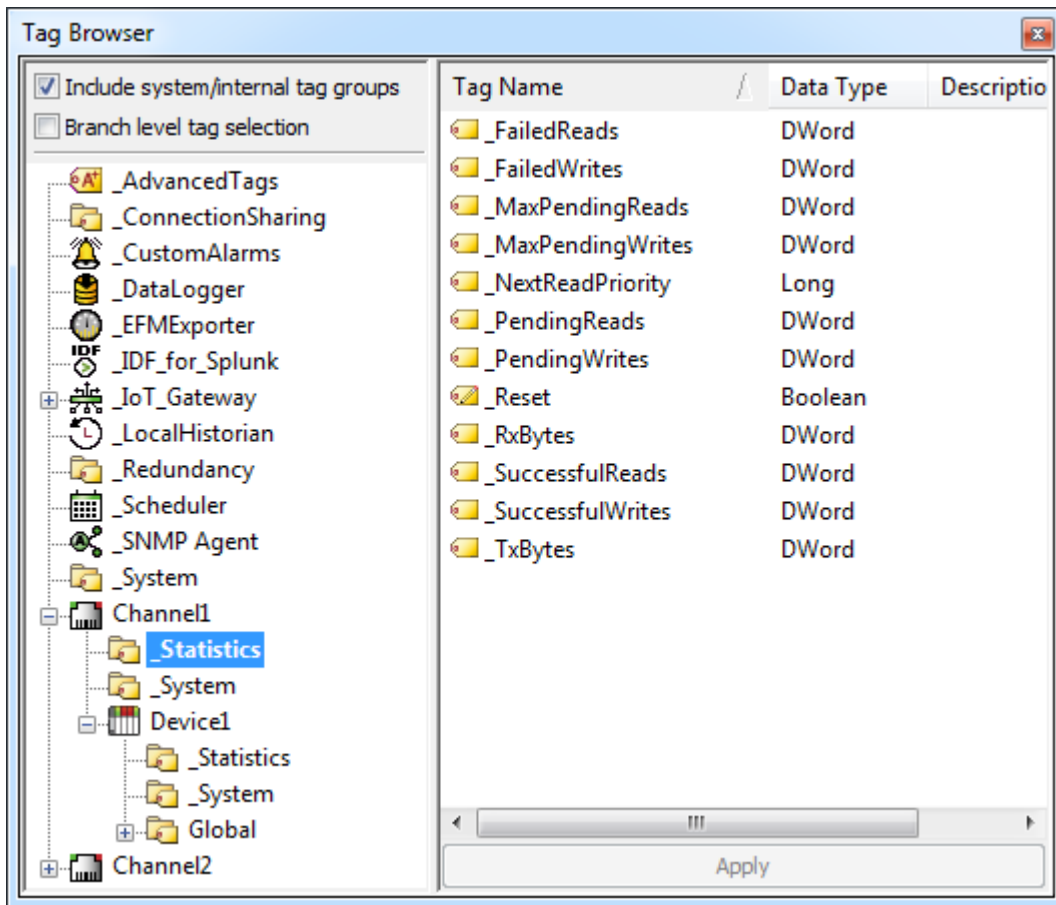 Tag Browser
Include system/internal tag groups
Branch level tag selection
_AdvancedTags
_ConnectionSharing
_CustomAlarms
_DataLogger
_EFMExporter
IDF
_IDF_for_Splunk
_IoT_Gateway
_LocalHistorian
_Redundancy
_Scheduler
_SNMP Agent
_System
Channel1
_Statistics
_System
Device1
_Statistics
_System
Global
Channel2
Tag Name Data Type Descriptio
_FailedReads DWord
_FailedWrites DWord
_MaxPendingReads DWord
_MaxPendingWrites DWord
_NextReadPriority Long
_PendingReads DWord
_PendingWrites DWord
_Reset Boolean
_RxBytes DWord
_SuccessfulReads DWord
_SuccessfulWrites DWord
_TxBytes DWord
Apply